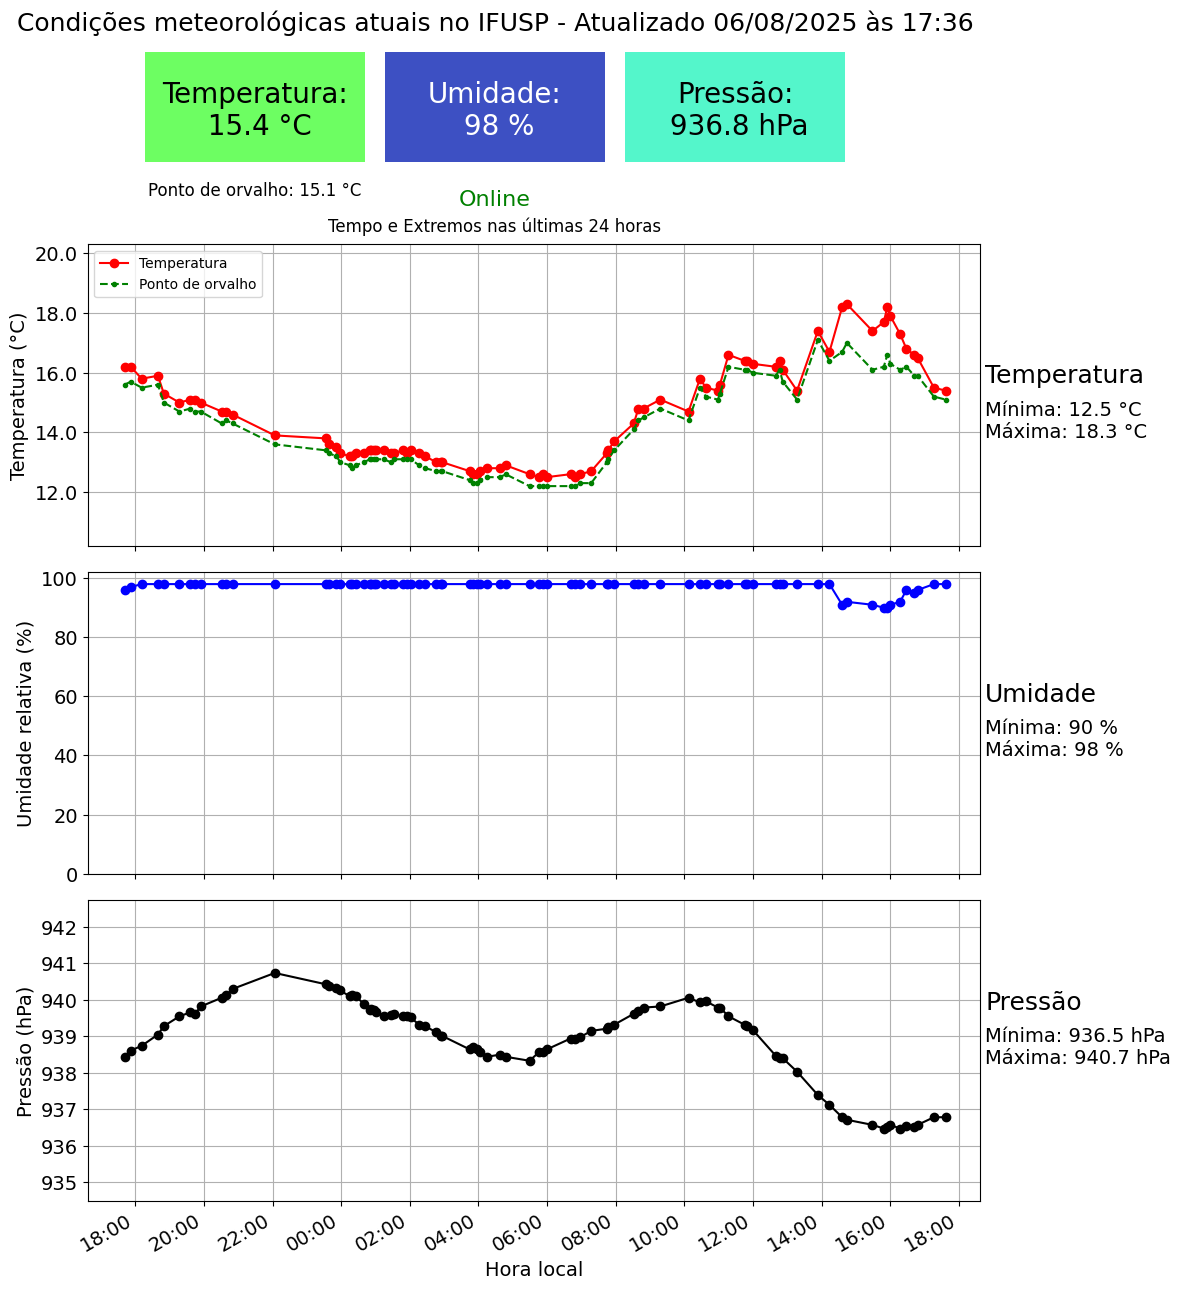 Condições meteorológicas atuais no IFUSP - Atualizado 06/08/2025 às 17:36
Temperatura:
15.4 °C
Umidade:
98 %
Pressão:
936.8 hPa
Ponto de orvalho: 15.1 °C
Online
Tempo e Extremos nas últimas 24 horas
Temperatura
Ponto de orvalho
Temperatura (°C)
20.0
18.0
16.0
14.0
12.0
Temperatura
Mínima: 12.5 °C
Máxima: 18.3 °C
Umidade relativa (%)
100
80
60
40
20
0
Umidade
Mínima: 90 %
Máxima: 98 %
Pressão (hPa)
942
941
940
939
938
937
936
935
Pressão
Mínima: 936.5 hPa
Máxima: 940.7 hPa
18:00 20:00 22:00 00:00 02:00 04:00 06:00 08:00 10:00 12:00 14:00 16:00 18:00
Hora local